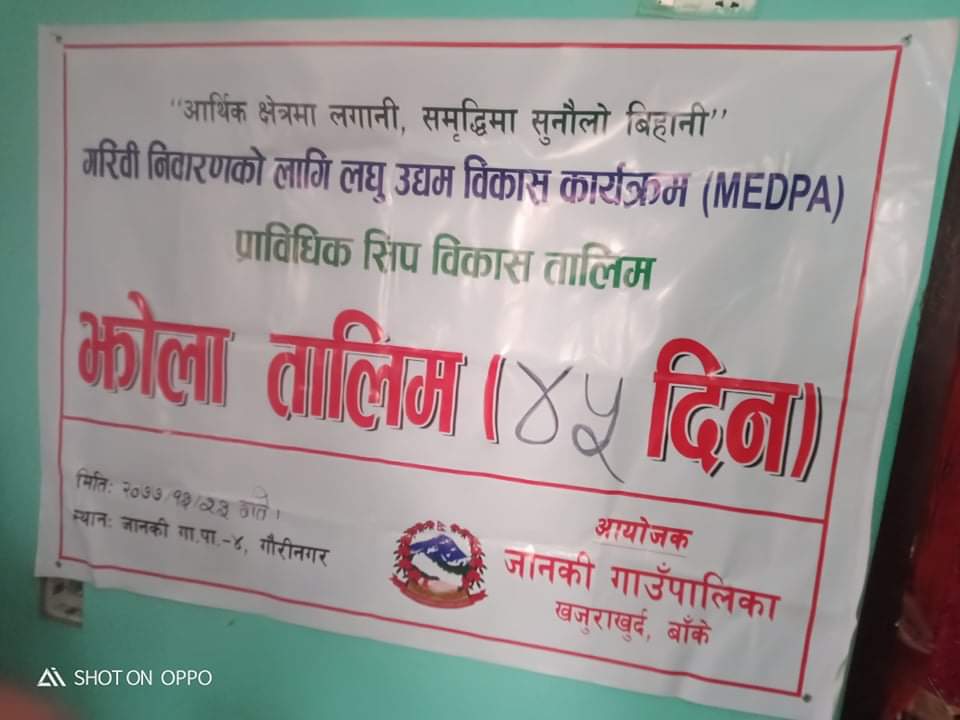 "आर्थिक क्षेत्रमा लगानी, समृद्धिमा सुनौलो बिहानी"
गरिवी निवारणको लागि लघु उद्यम विकास कार्यक्रम (MEDPA)
प्राविधिक सिप विकास तालिम
झोला तालिम (४५ दिन)
मिति: २०७७/१२/२३ गते।
स्थान: जानकी गा.पा.-४, गौरीनगर
आयोजक
जानकी गाउँपालिका
खजुराखुर्द, बाँके
SHOT ON OPPO